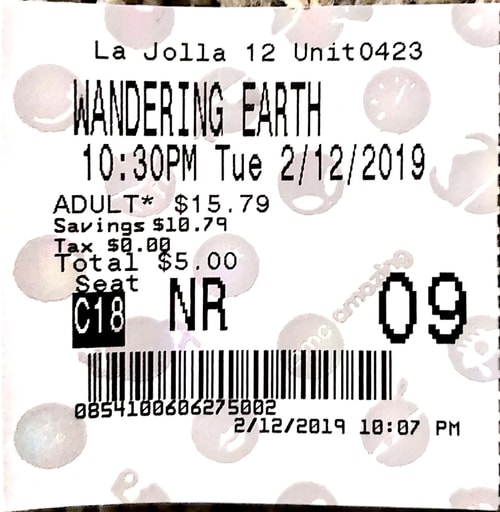 La Jolla 12 Unit0423
WANDERING EARTH
10:30PM Tue 2/12/2019
ADULT* $15.79
Savings $10.79
Tax $0.00
Total $5.00
Seat
C18 NR 09
amc amazing
0854100606275002
2/12/2019 10:07 PM